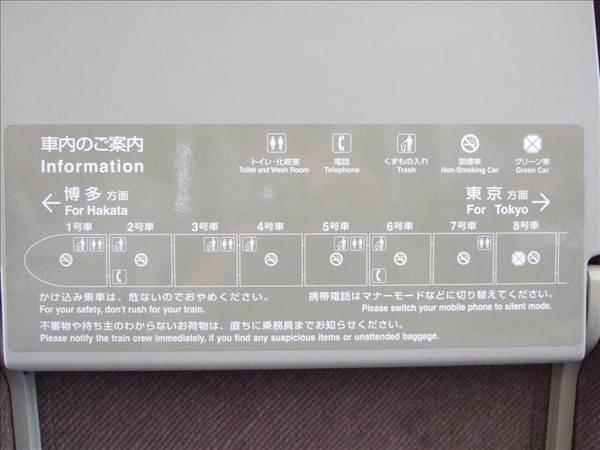 車内のご案内
Information
トイレ・化粧室
Toilet and Wash Room
電話
Telephone
くずもの入れ
Trash
禁煙車
Non-Smoking Car
グリーン車
Green Car
← 博多 方面
For Hakata
東京 方面 →
For Tokyo
1号車 2号車 3号車 4号車 5号車 6号車 7号車 8号車
かけ込み乗車は、危ないのでおやめください。
For your safety, don't rush for your train.
携帯電話はマナーモードなどに切り替えてください。
Please switch your mobile phone to silent mode.
不審物や持ち主のわからないお荷物は、直ちに乗務員までお知らせください。
Please notify the train crew immediately, if you find any suspicious items or unattended baggage.